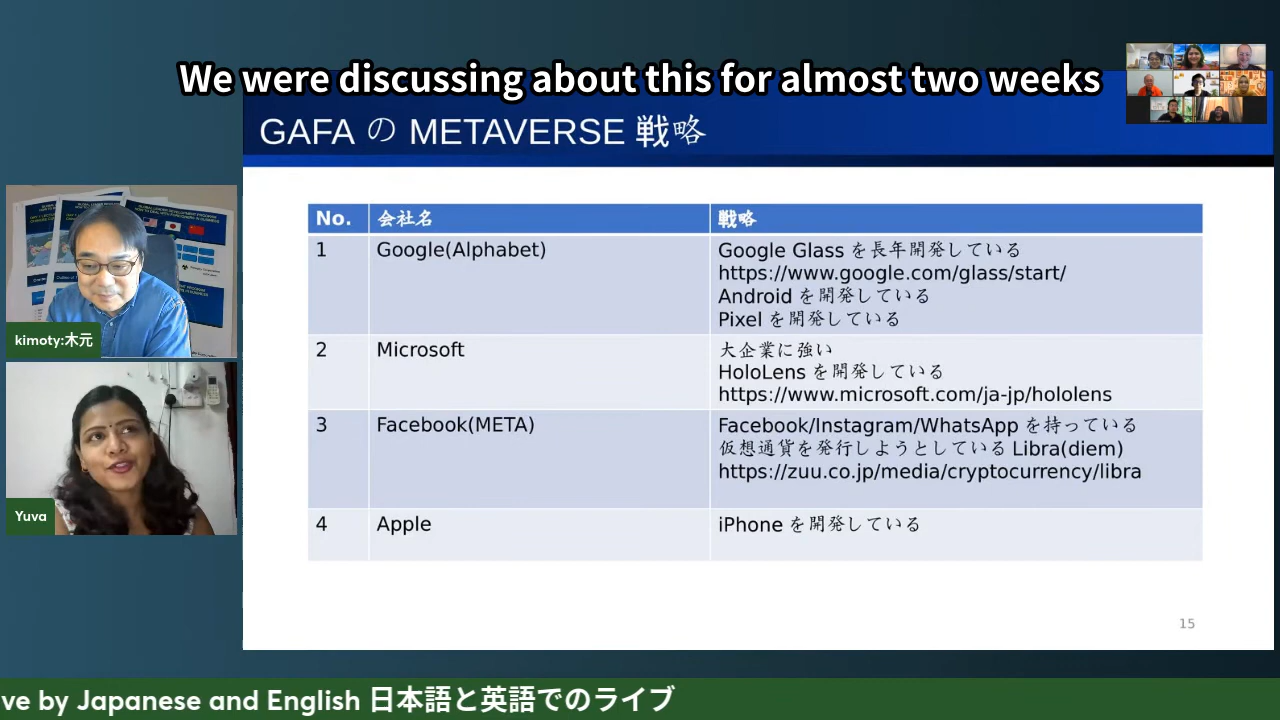 We were discussing about this for almost two weeks
GAFA の METAVERSE 戦略
No. 会社名 戦略
1 Google(Alphabet) Google Glass を長年開発している
https://www.google.com/glass/start/
Android を開発している
Pixel を開発している
2 Microsoft 大企業に強い
HoloLens を開発している
https://www.microsoft.com/ja-jp/hololens
3 Facebook(META) Facebook/Instagram/WhatsApp を持っている
仮想通貨を発行しようとしている Libra(diem)
https://zuu.co.jp/media/cryptocurrency/libra
4 Apple iPhone を開発している
15
kimoty:木元
Yuva
ve by Japanese and English 日本語と英語でのライブ